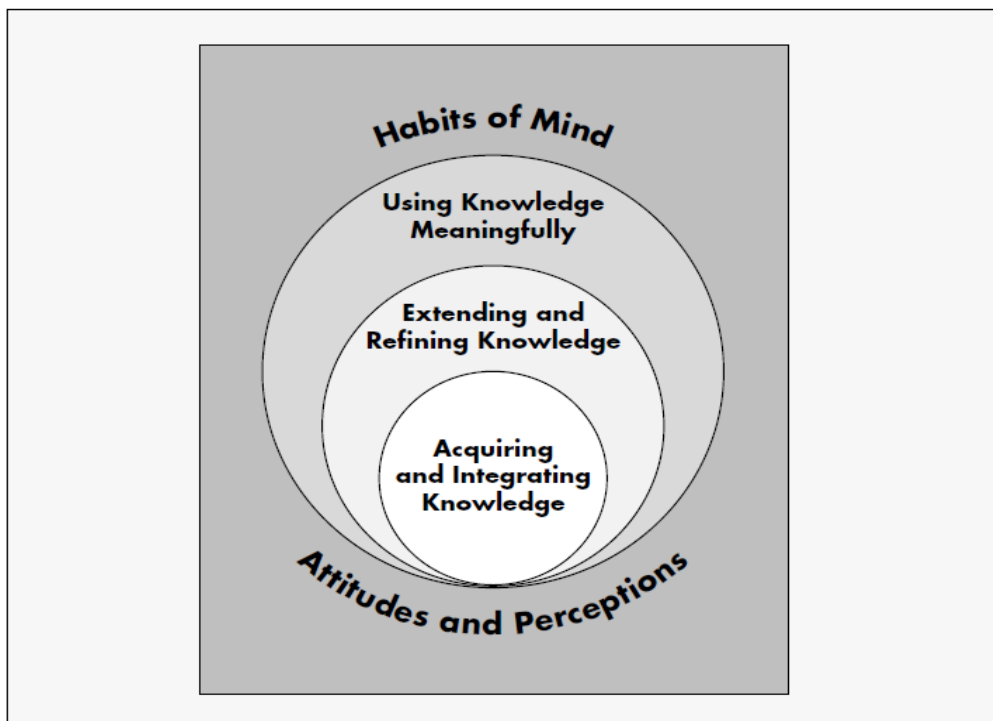 Habits of Mind
Using Knowledge
Meaningfully
Extending and
Refining Knowledge
Acquiring
and Integrating
Knowledge
Attitudes and Perceptions